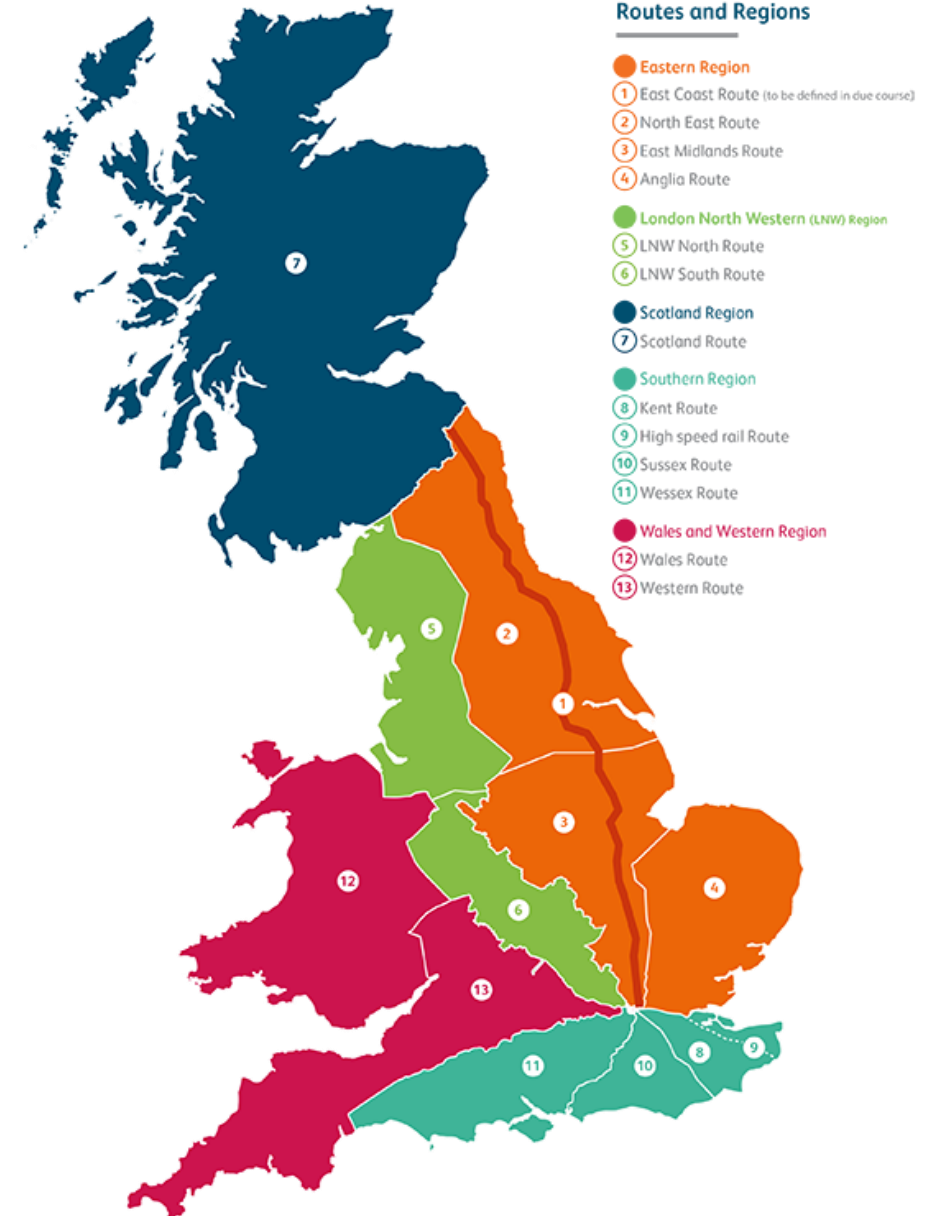 Routes and Regions
Eastern Region
1 East Coast Route (to be defined in due course)
2 North East Route
3 East Midlands Route
4 Anglia Route
London North Western (LNW) Region
5 LNW North Route
6 LNW South Route
Scotland Region
7 Scotland Route
Southern Region
8 Kent Route
9 High speed rail Route
10 Sussex Route
11 Wessex Route
Wales and Western Region
12 Wales Route
13 Western Route
7
5
2
1
3
12
4
6
13
11
10
8
9